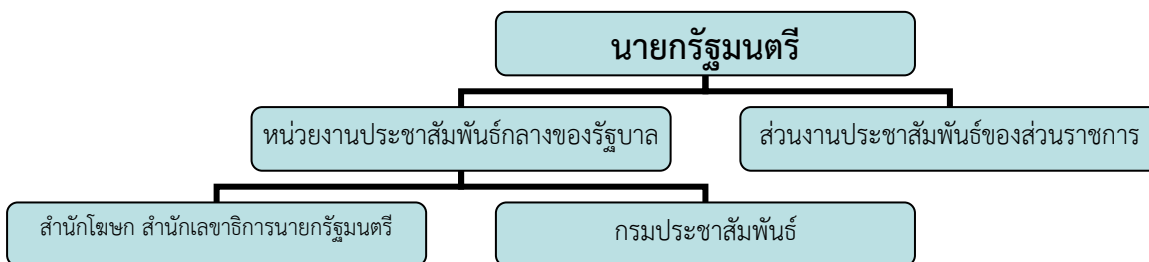 นายกรัฐมนตรี
หน่วยงานประชาสัมพันธ์กลางของรัฐบาล
ส่วนงานประชาสัมพันธ์ของส่วนราชการ
สำนักโฆษก สำนักเลขาธิการนายกรัฐมนตรี
กรมประชาสัมพันธ์